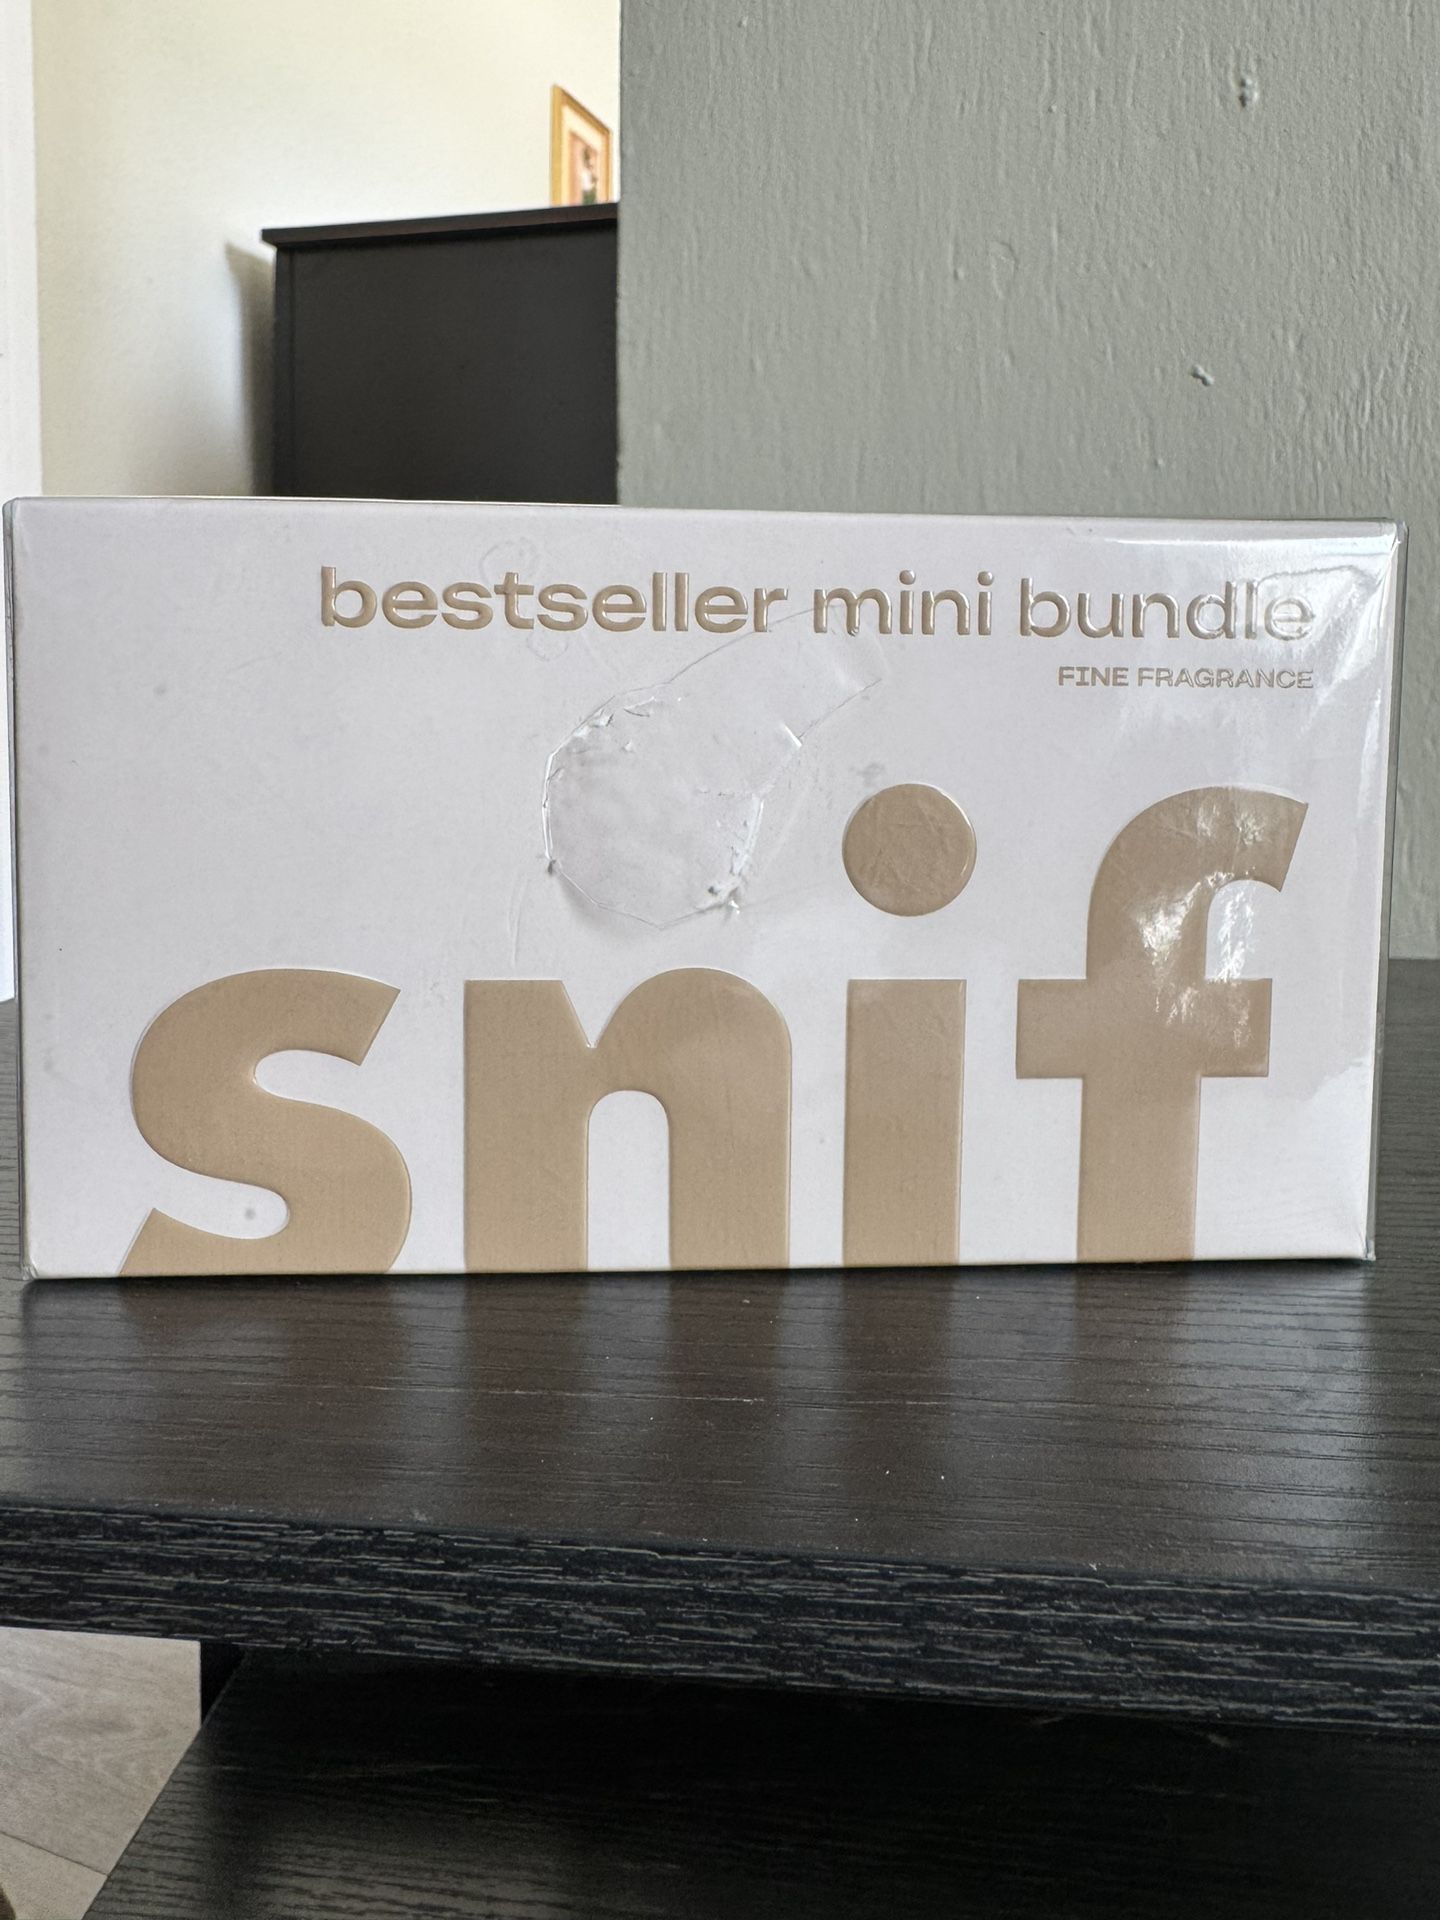 bestseller mini bundle
FINE FRAGRANCE
snif